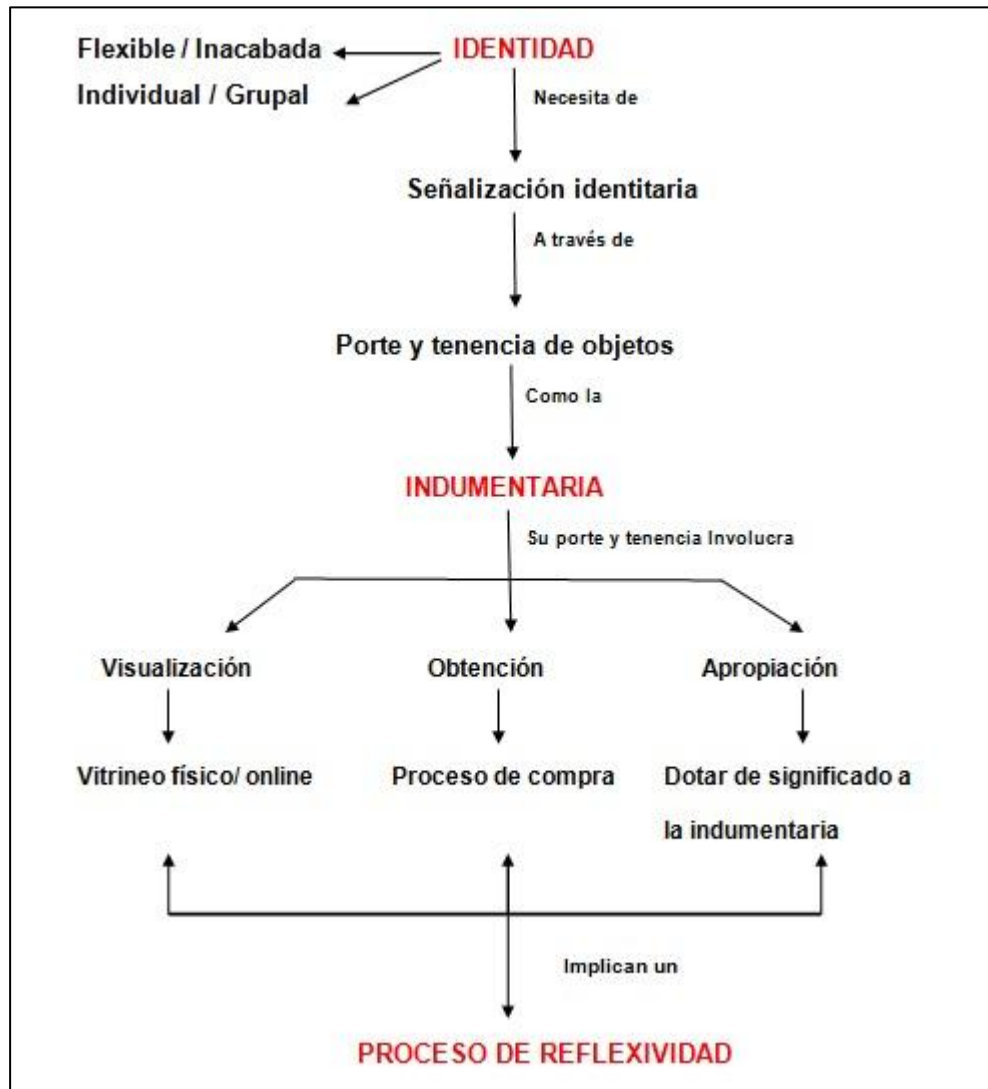 Flexible / Inacabada
IDENTIDAD
Individual / Grupal
Necesita de
Señalización identitaria
A través de
Porte y tenencia de objetos
Como la
INDUMENTARIA
Su porte y tenencia Involucra
Visualización
Obtención
Apropiación
Vitrineo físico/ online
Proceso de compra
Dotar de significado a
la indumentaria
Implican un
PROCESO DE REFLEXIVIDAD